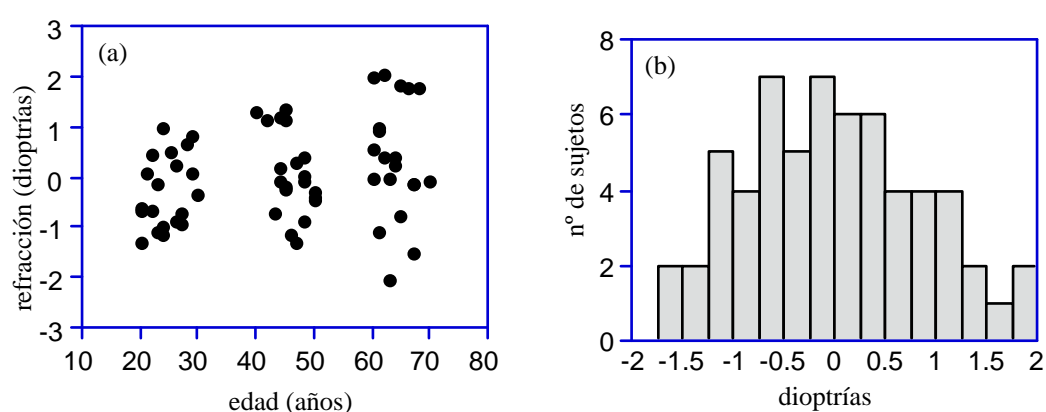 (a)
refracción (dioptrías)
3
2
1
0
-1
-2
-3
10 20 30 40 50 60 70 80
edad (años)
(b)
nº de sujetos
8
6
4
2
0
-2 -1.5 -1 -0.5 0 0.5 1 1.5 2
dioptrías